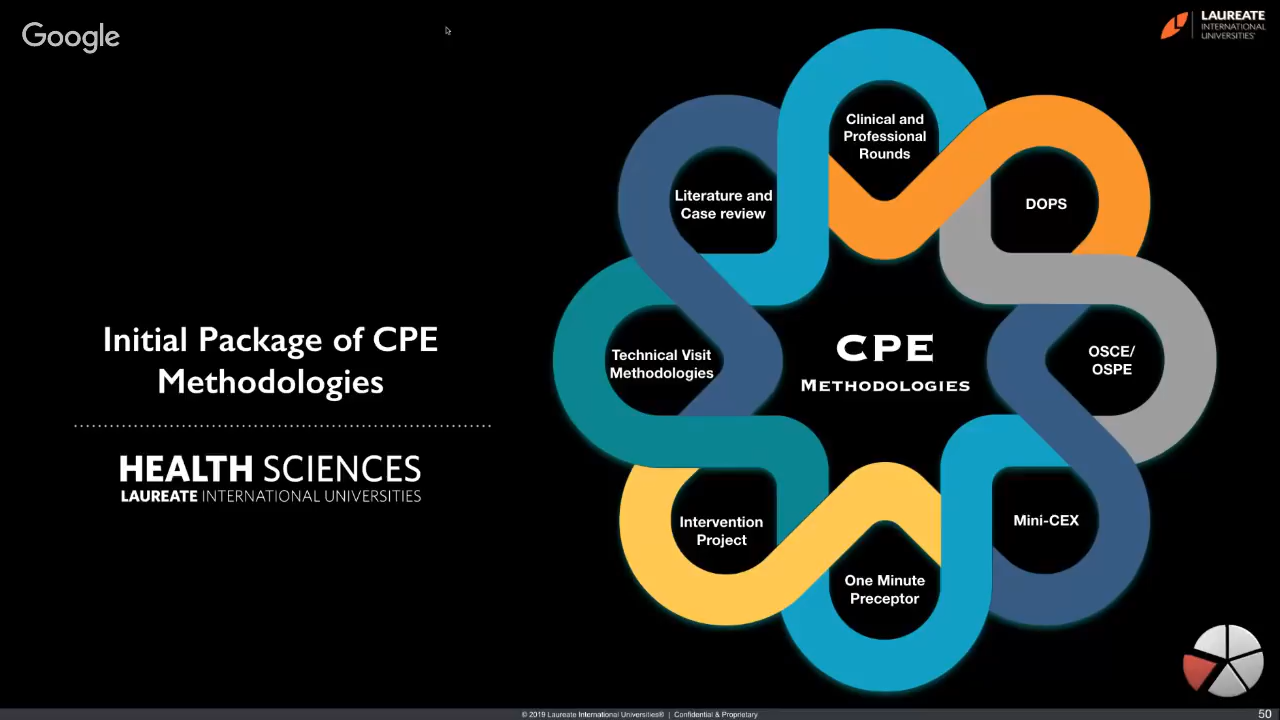 Google
LAUREATE
INTERNATIONAL
UNIVERSITIES®
Initial Package of CPE
Methodologies
HEALTH SCIENCES
LAUREATE INTERNATIONAL UNIVERSITIES
Clinical and
Professional
Rounds
DOPS
OSCE/
OSPE
Mini-CEX
One Minute
Preceptor
Intervention
Project
Technical Visit
Methodologies
Literature and
Case review
CPE
METHODOLOGIES
© 2019 Laureate International Universities® | Confidential & Proprietary
50